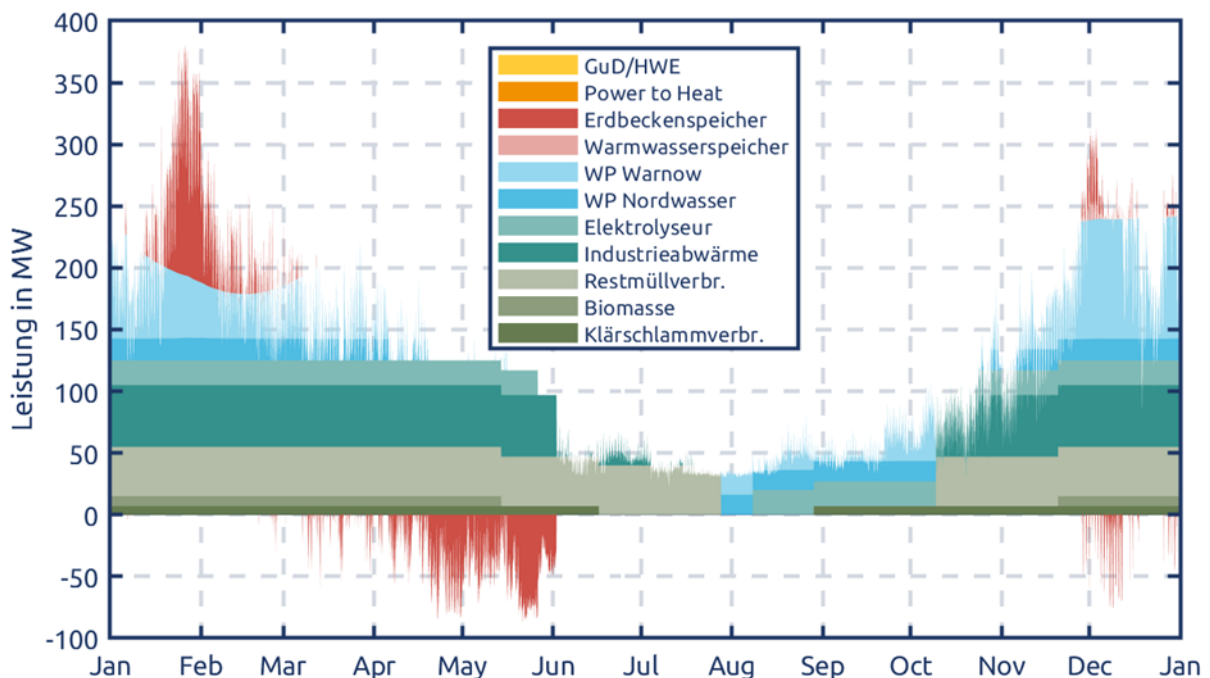 400
350
300
250
200
150
100
50
0
-50
-100
Leistung in MW
GuD/HWE
Power to Heat
Erdbeckenspeicher
Warmwasserspeicher
WP Warnow
WP Nordwasser
Elektrolyseur
Industrieabwärme
Restmüllverbr.
Biomasse
Klärschlammverbr.
Jan Feb Mar Apr May Jun Jul Aug Sep Oct Nov Dec Jan